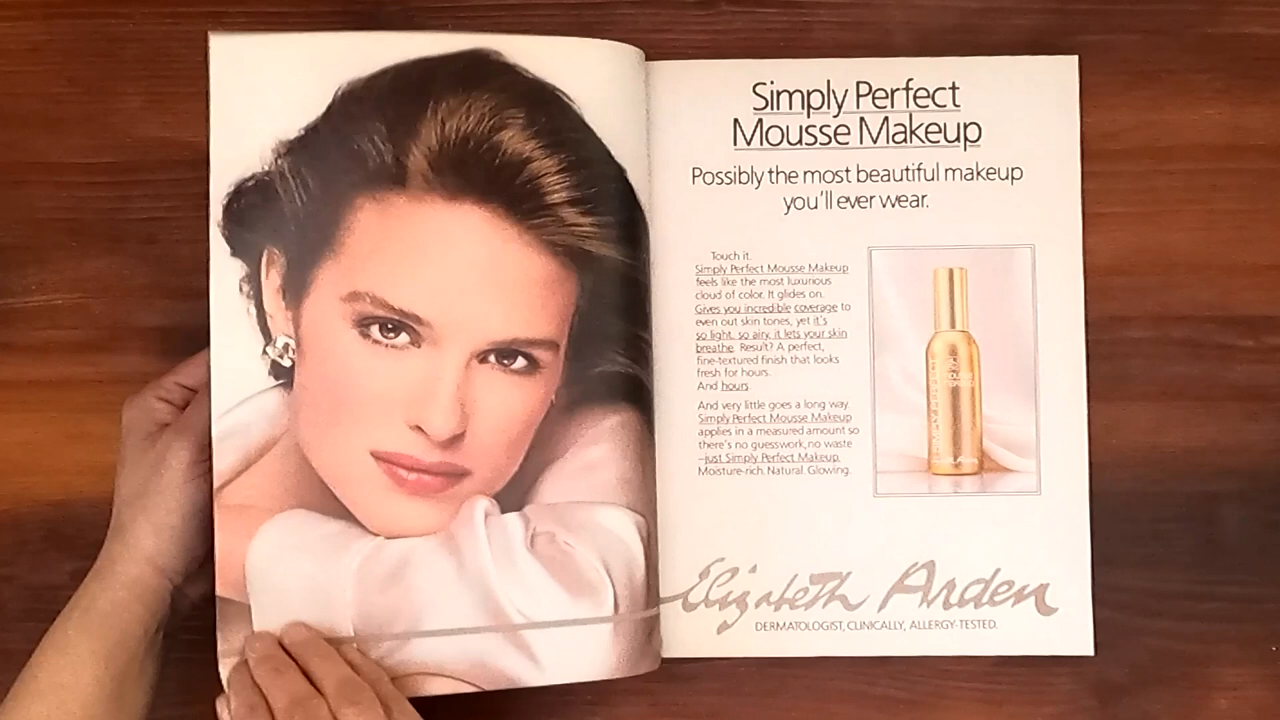 Simply Perfect
Mousse Makeup
Possibly the most beautiful makeup
you'll ever wear.
Touch it.
Simply Perfect Mousse Makeup
feels like the most luxurious
cloud of color. It glides on.
Gives you incredible coverage to
even out skin tones, yet it's
so light, so airy, it lets your skin
breathe. Result? A perfect,
fine-textured finish that looks
fresh for hours.
And hours.
And very little goes a long way.
Simply Perfect Mousse Makeup
applies in a measured amount so
there's no guesswork, no waste
–just Simply Perfect Makeup.
Moisture-rich. Natural. Glowing.
Elizabeth Arden
DERMATOLOGIST, CLINICALLY, ALLERGY-TESTED.